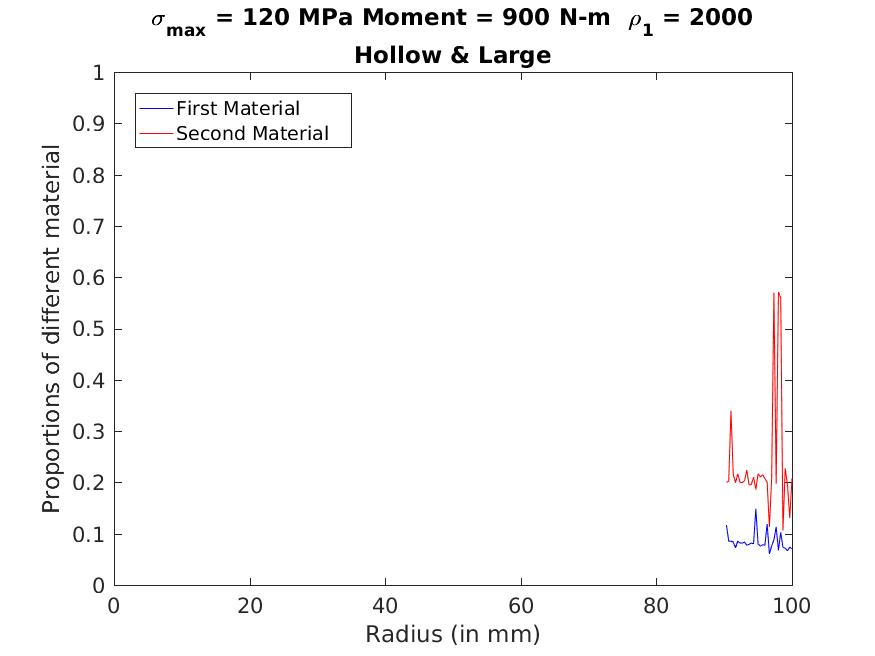 σmax = 120 MPa Moment = 900 N-m ρ1 = 2000
Hollow & Large
First Material
Second Material
Proportions of different material
1
0.9
0.8
0.7
0.6
0.5
0.4
0.3
0.2
0.1
0
0 20 40 60 80 100
Radius (in mm)